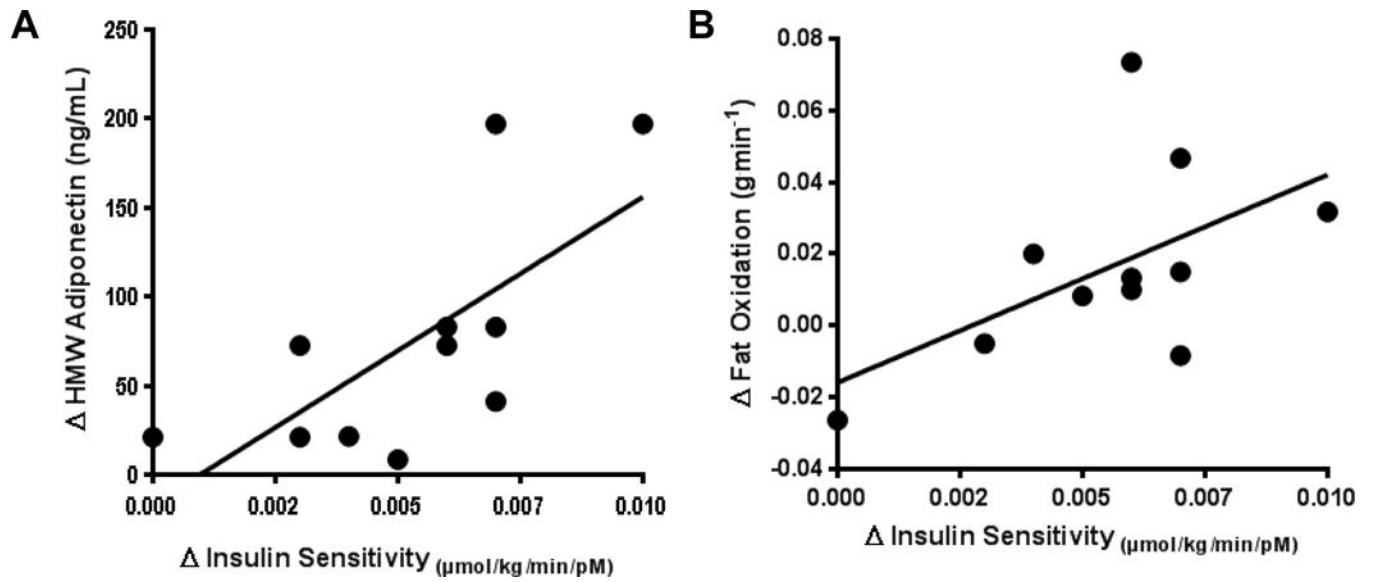 A
Δ HMW Adiponectin (ng/mL)
250
200
150
100
50
0
0.000 0.002 0.005 0.007 0.010
Δ Insulin Sensitivity (μmol/kg/min/pM)
B
Δ Fat Oxidation (gmin-1)
0.08
0.06
0.04
0.02
0.00
-0.02
-0.04
0.000 0.002 0.005 0.007 0.010
Δ Insulin Sensitivity (μmol/kg/min/pM)